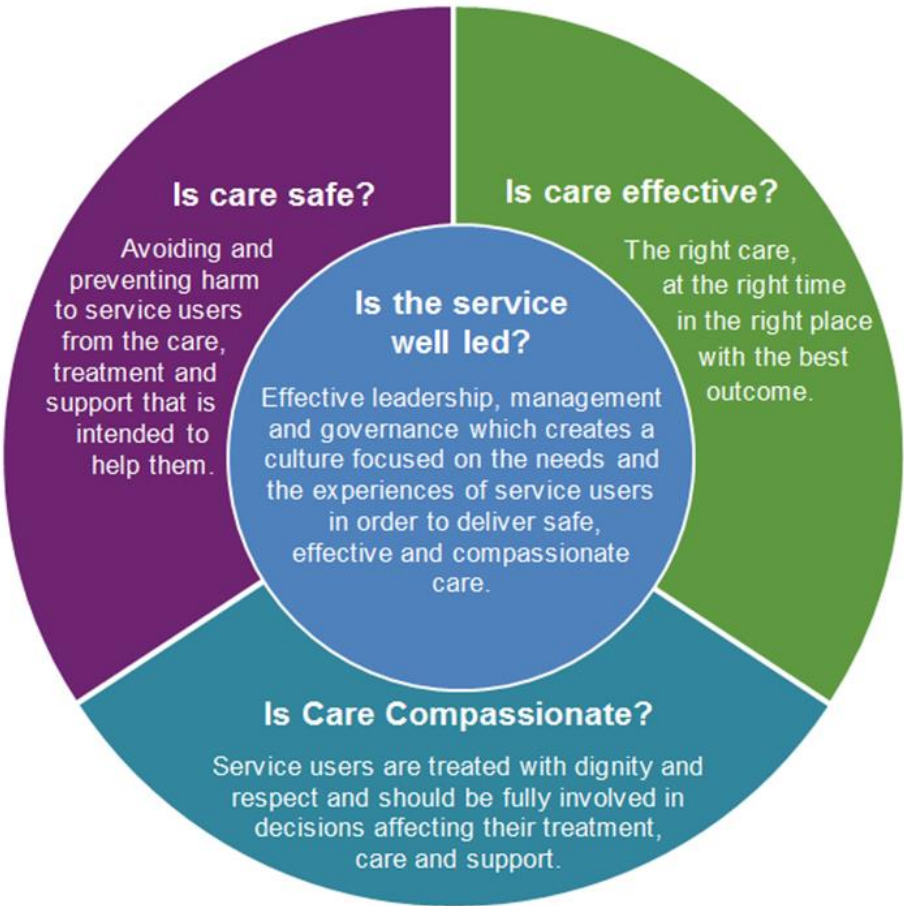 Is care safe?
Avoiding and
preventing harm
to service users
from the care,
treatment and
support that is
intended to
help them.
Is care effective?
The right care,
at the right time
in the right place
with the best
outcome.
Is the service
well led?
Effective leadership, management
and governance which creates a
culture focused on the needs and
the experiences of service users
in order to deliver safe,
effective and compassionate
care.
Is Care Compassionate?
Service users are treated with dignity and
respect and should be fully involved in
decisions affecting their treatment,
care and support.